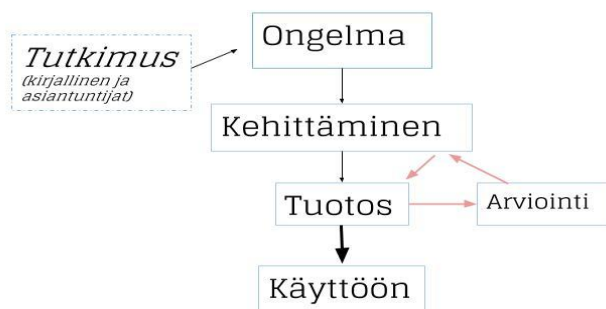 Ongelma
Tutkimus
(kirjallinen ja
asiantuntijat)
Kehittäminen
Tuotos
Arviointi
Käyttöön